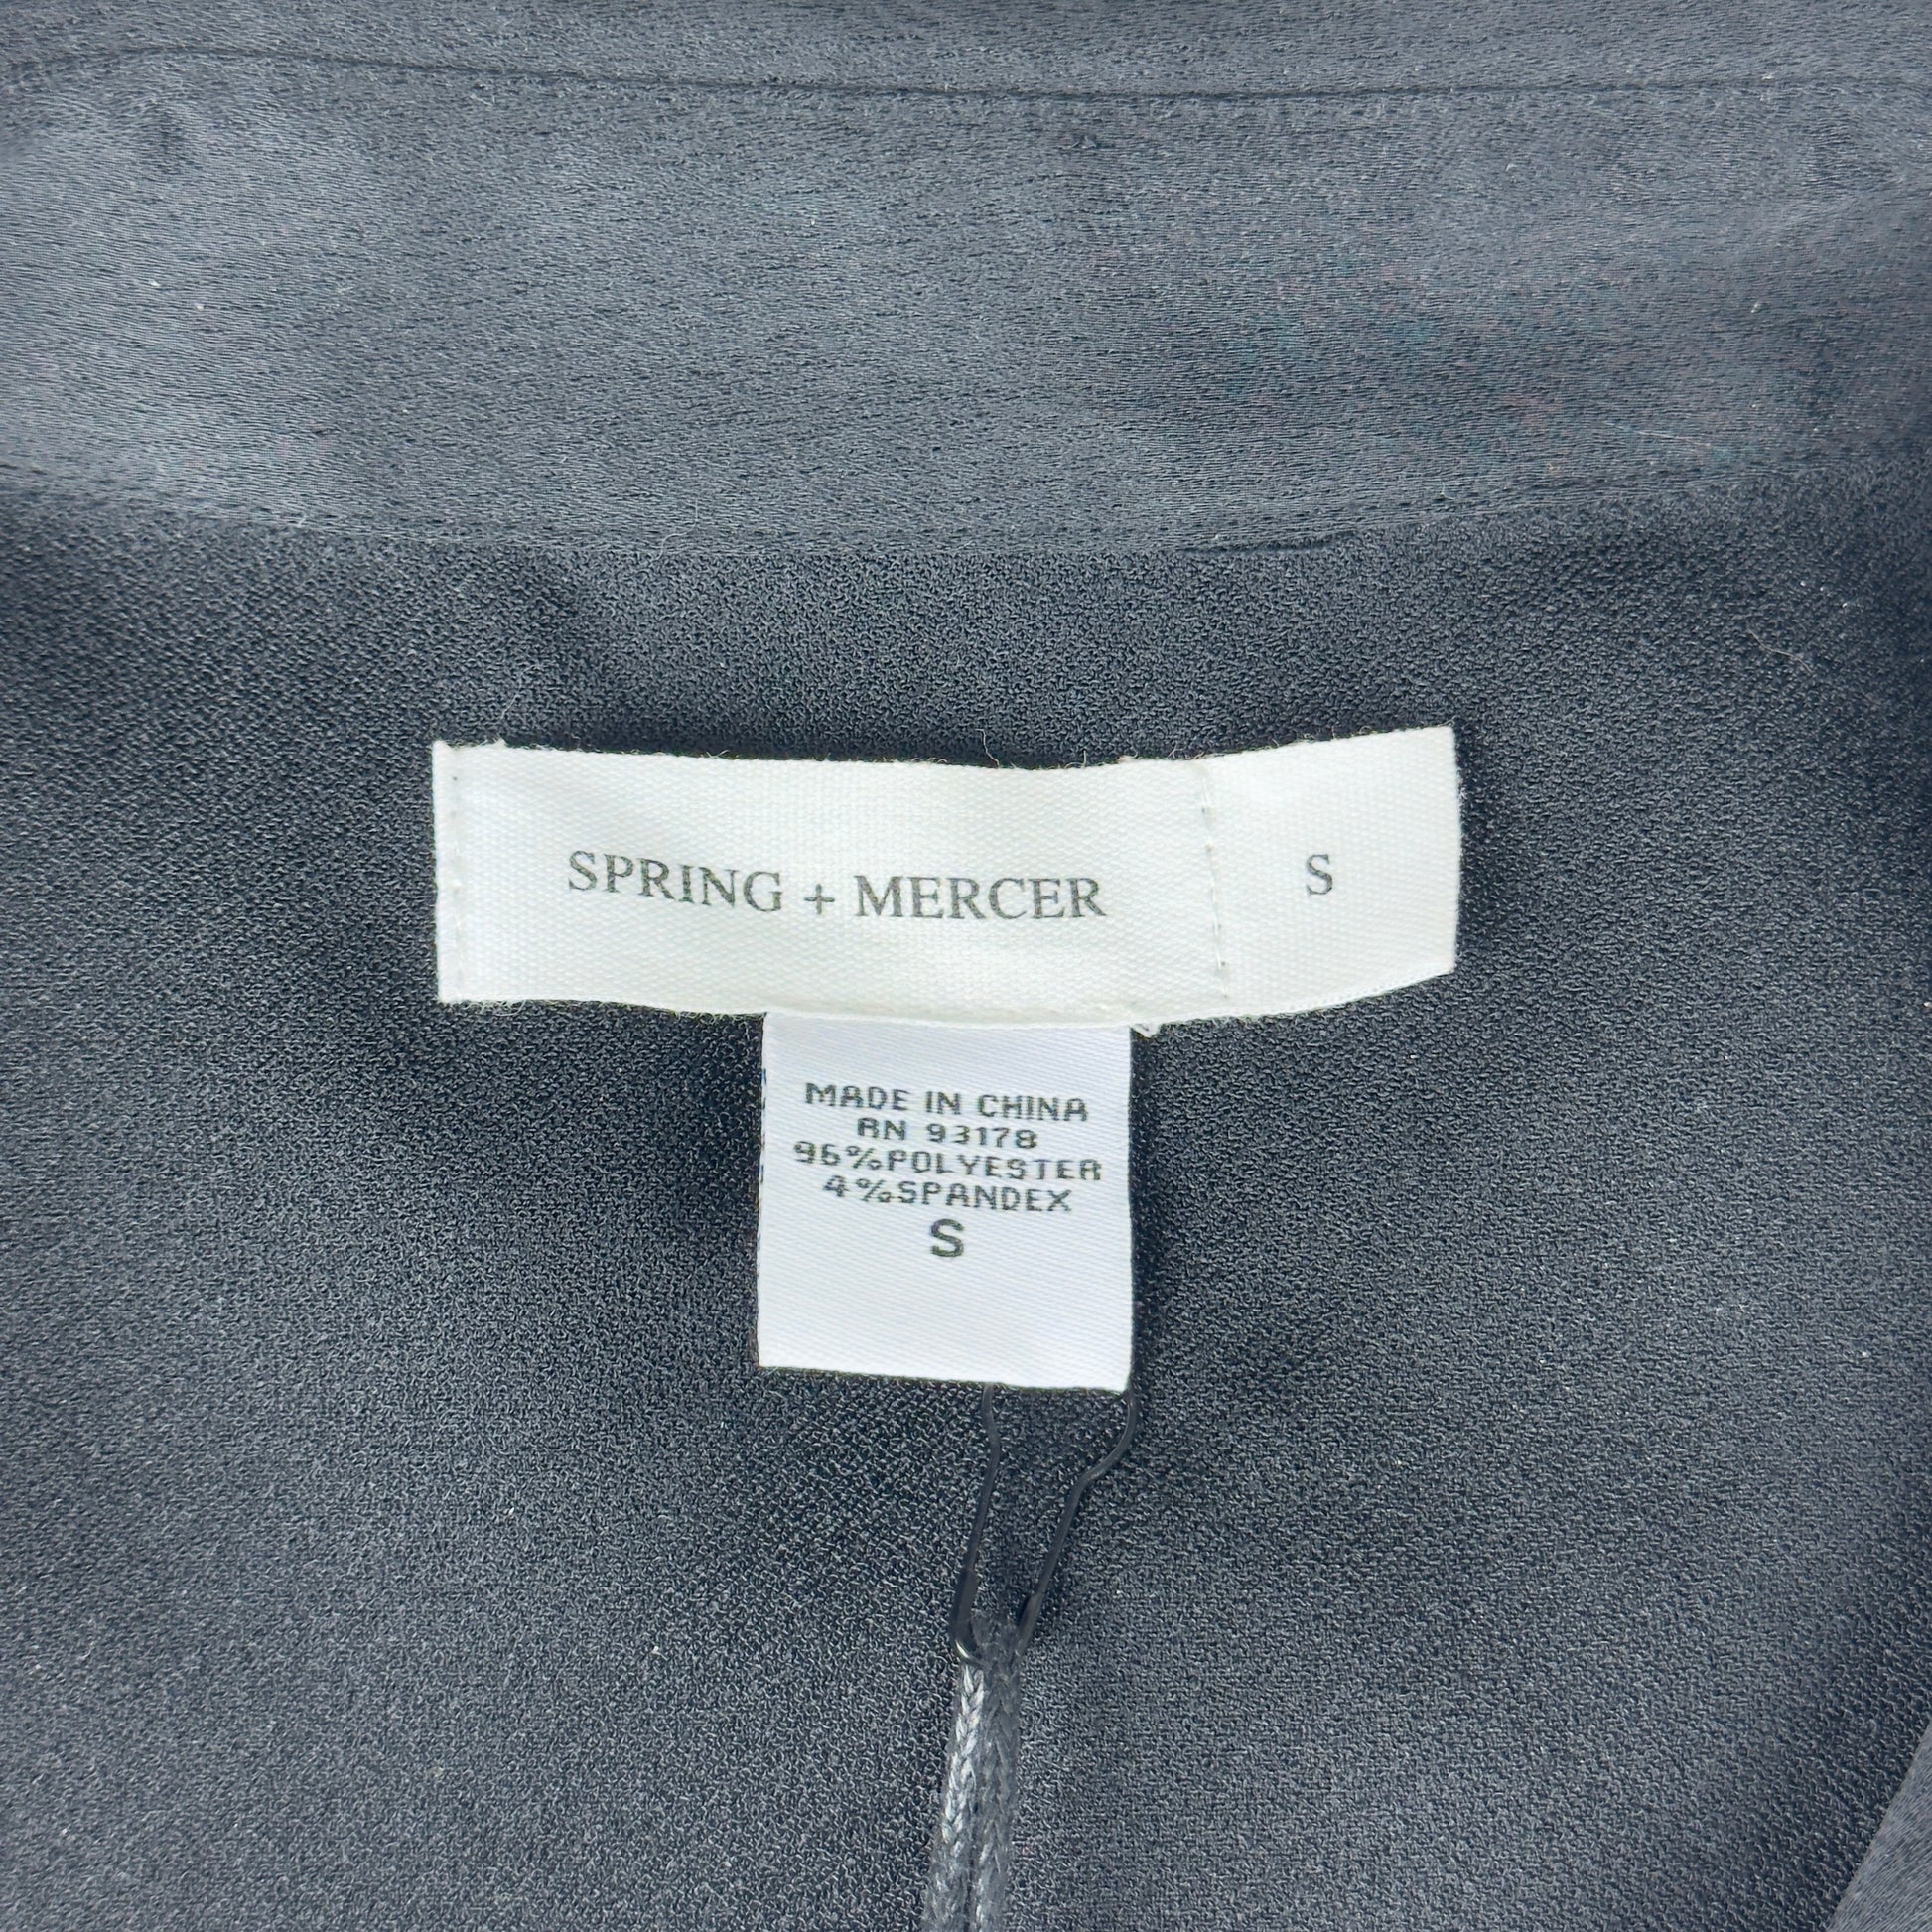 SPRING + MERCER S
MADE IN CHINA
RN 93178
96%POLYESTER
4%SPANDEX
S